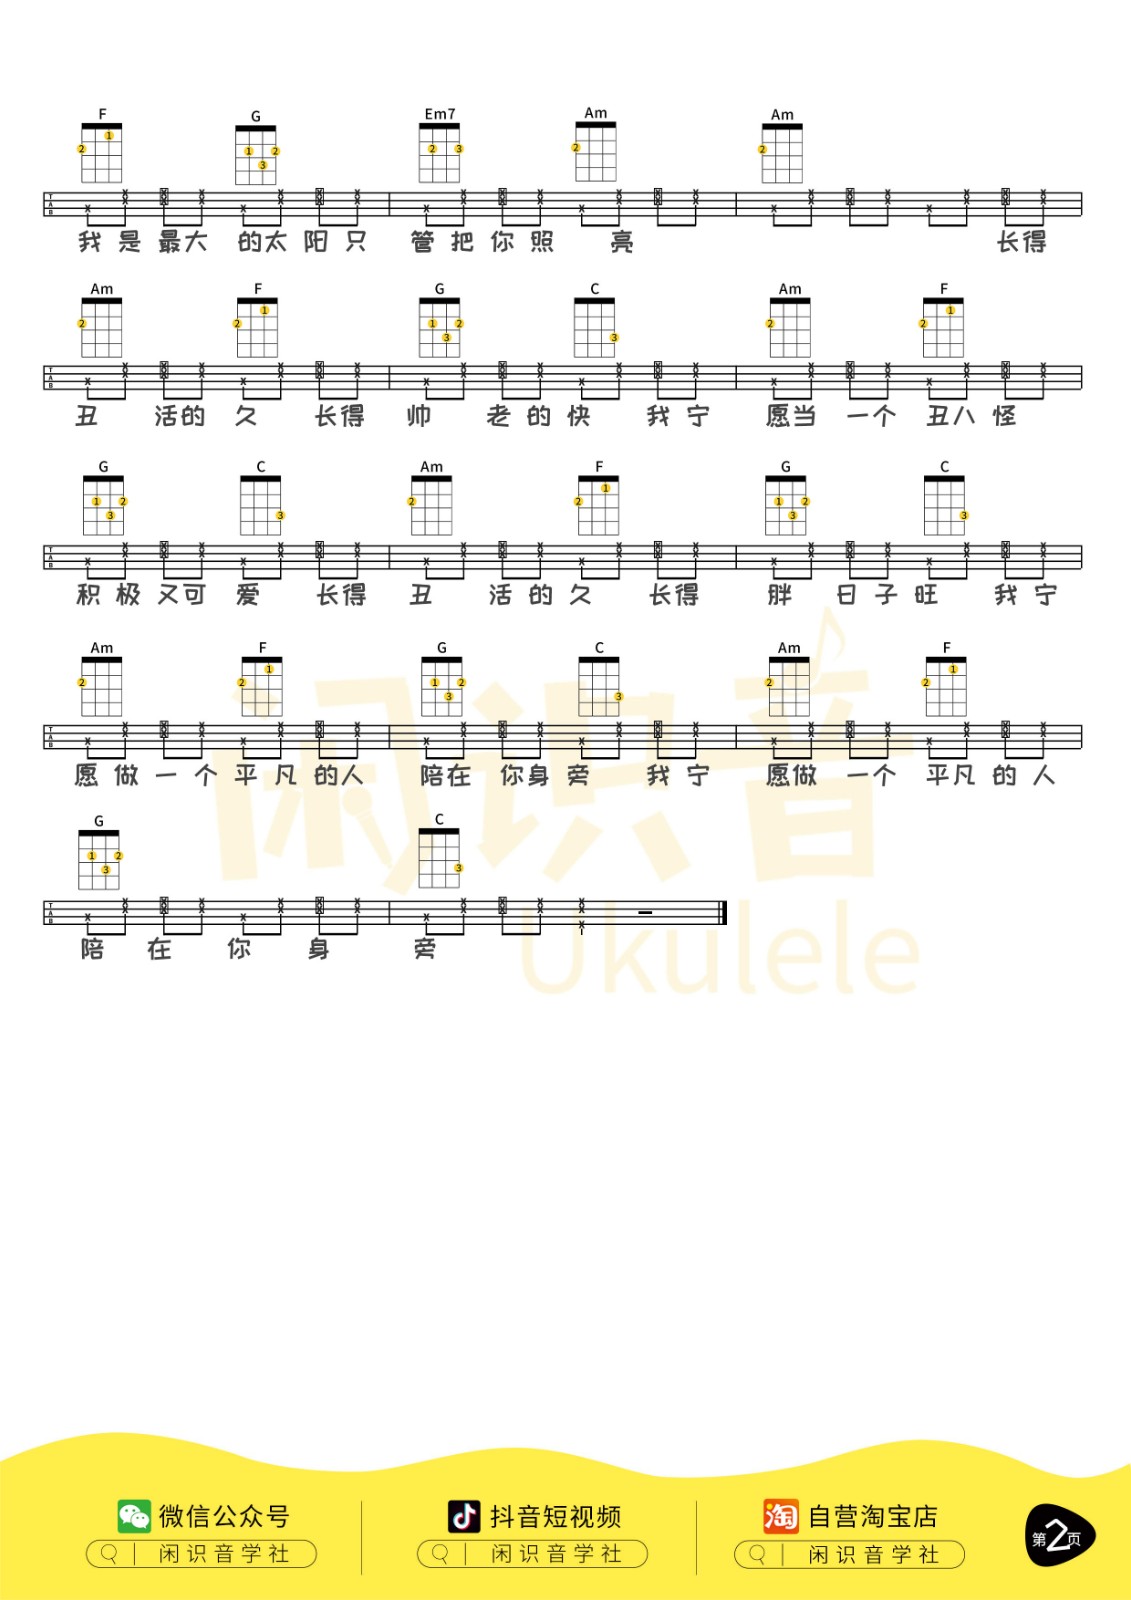 F G Em7 Am Am
我是最大的太阳只管把你照亮 长得
Am F G C Am F
丑 活的久 长得帅 老的快 我宁愿当一个丑八怪
G C Am F G C
积极又可爱 长得丑 活的久 长得胖 日子旺 我宁
Am F G C Am F
愿做一个平凡的人 陪在你身旁 我宁愿做一个平凡的人
G C
陪在你身旁
闲识音
Ukulele
微信公众号 抖音短视频 淘 自营淘宝店
闲识音学社 闲识音学社 闲识音学社
第2页